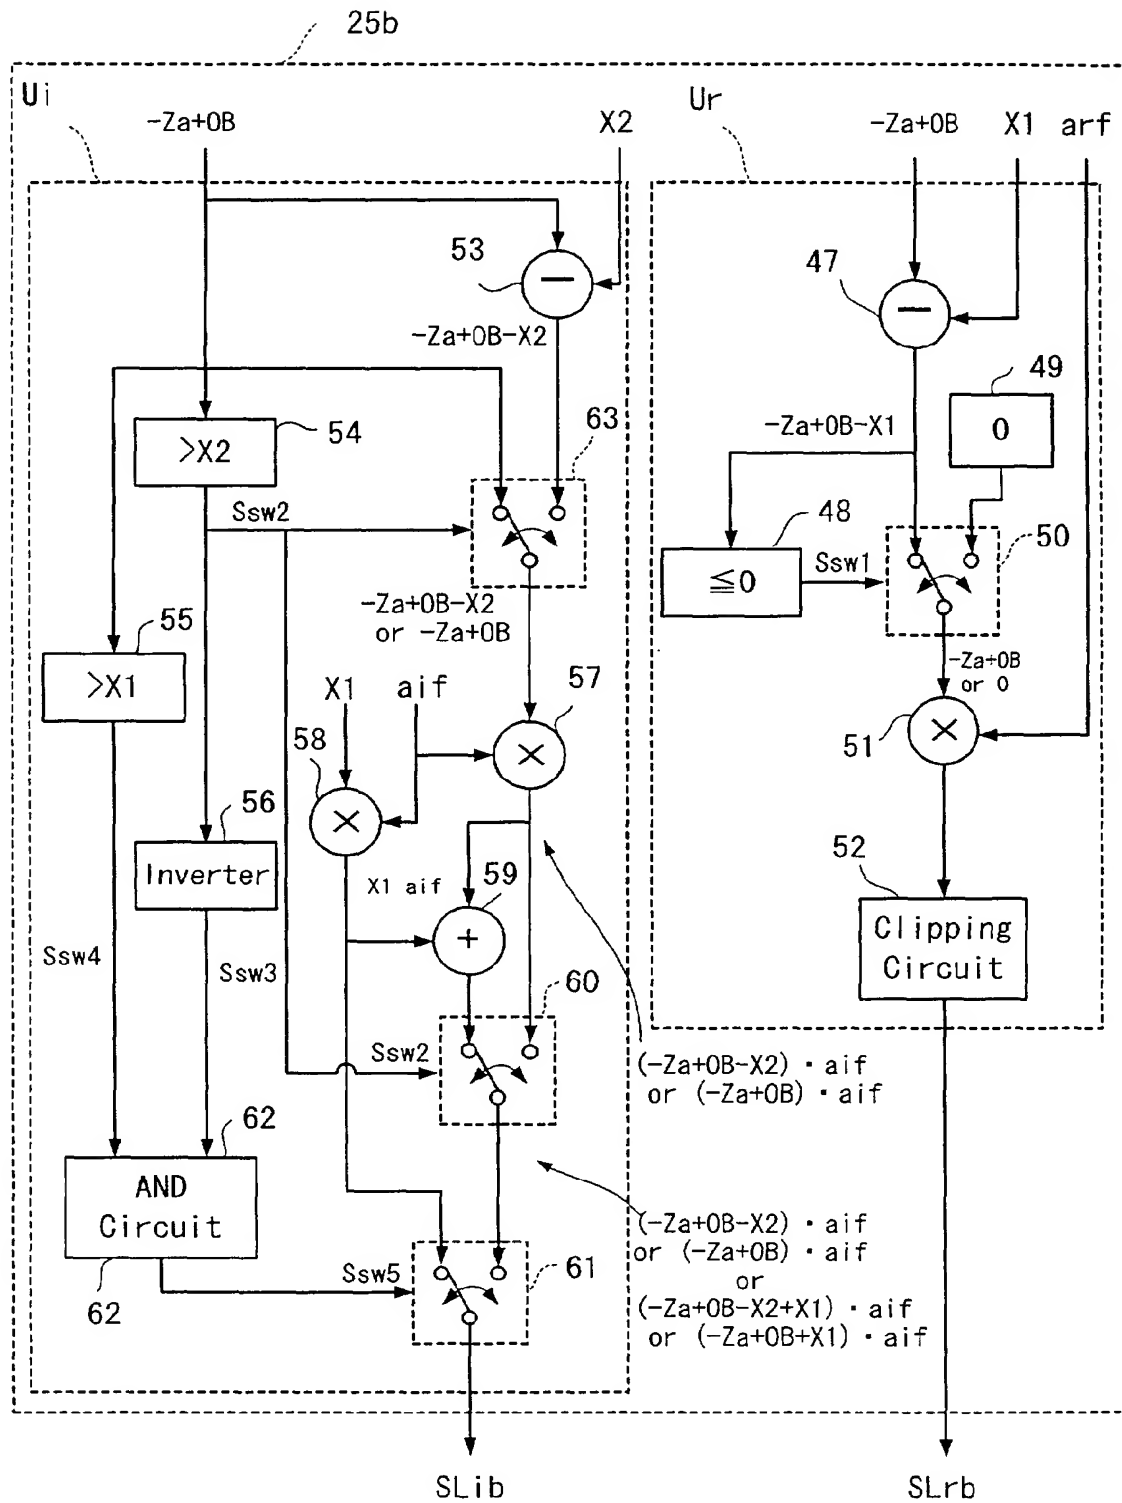 25b
Ui
-Za+OB
X2
Ur
-Za+OB
X1
arf
53
−
-Za+OB-X2
47
−
49
0
54
>X2
63
-Za+OB-X1
Ssw2
48
≦0
Ssw1
50
55
>X1
-Za+OB-X2
or -Za+OB
-Za+OB
or 0
X1
aif
57
×
58
×
51
×
56
Inverter
X1 aif
59
+
52
Clipping
Circuit
Ssw4
Ssw3
60
Ssw2
(-Za+OB-X2)・aif
or (-Za+OB)・aif
62
AND
Circuit
62
Ssw5
61
(-Za+OB-X2)・aif
or (-Za+OB)・aif
or
(-Za+OB-X2+X1)・aif
or (-Za+OB+X1)・aif
SLib
SLrb